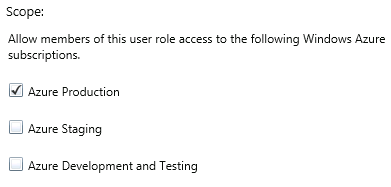 Scope:
Allow members of this user role access to the following Windows Azure
subscriptions.
Azure Production
Azure Staging
Azure Development and Testing